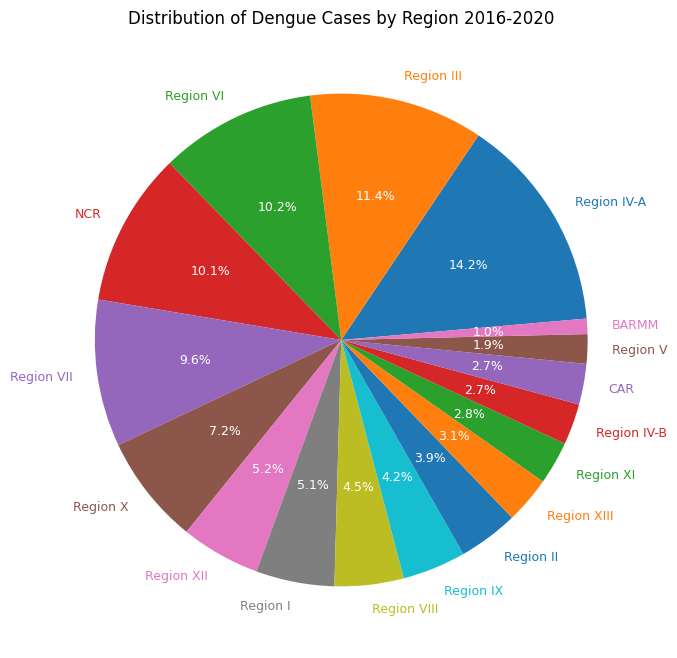 Distribution of Dengue Cases by Region 2016-2020
Region III
Region VI
Region IV-A
NCR
11.4%
10.2%
14.2%
10.1%
BARMM
1.0%
Region V
1.9%
9.6%
2.7%
Region VII
CAR
2.7%
2.8%
7.2%
3.1%
Region IV-B
3.9%
5.2%
4.2%
Region XI
5.1%
4.5%
Region X
Region XIII
Region II
Region XII
Region IX
Region I
Region VIII